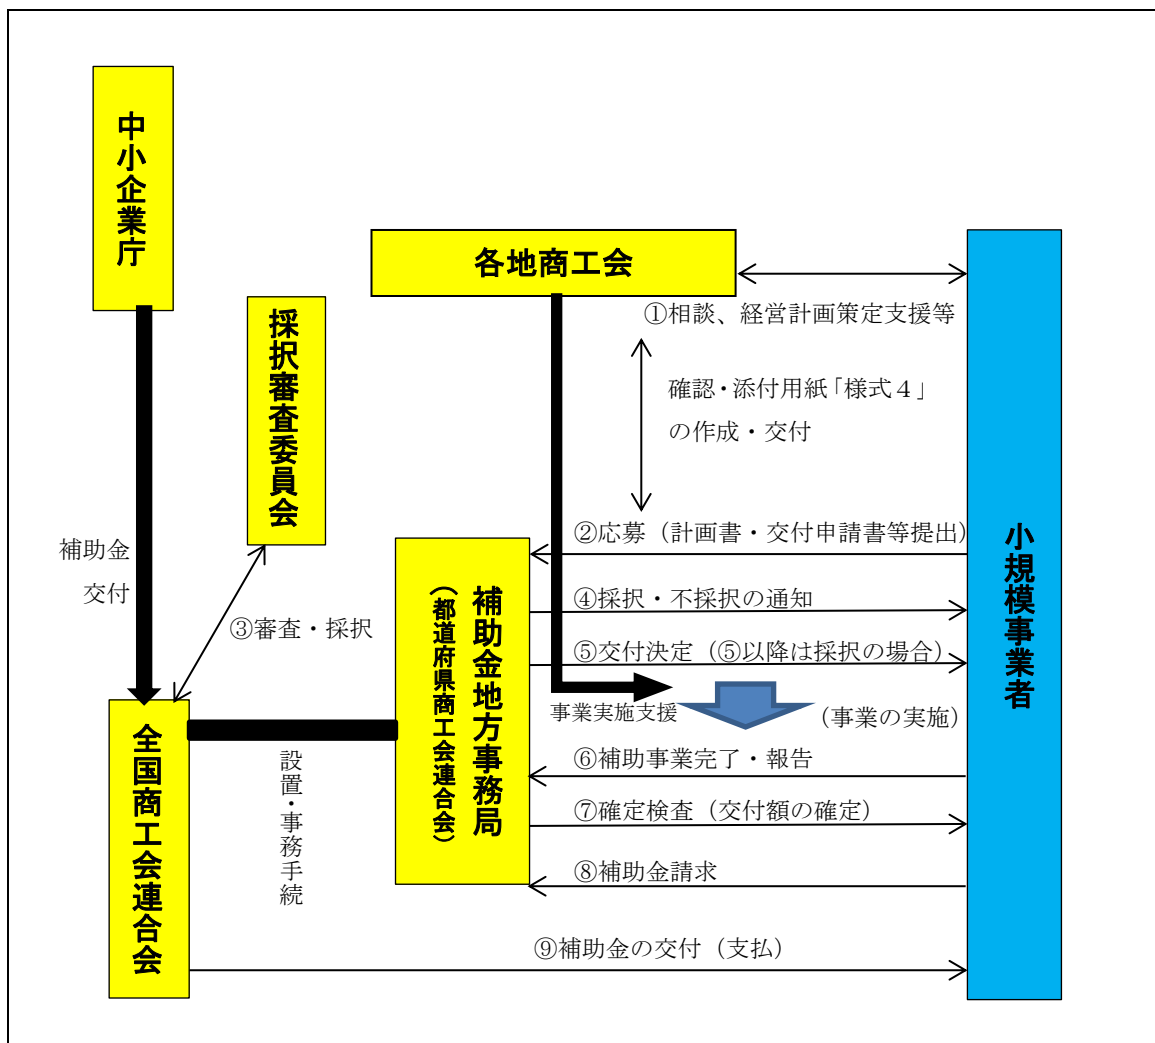 中小企業庁
各地商工会
①相談、経営計画策定支援等
採択審査委員会
確認・添付用紙「様式４」
の作成・交付
小規模事業者
②応募（計画書・交付申請書等提出）
補助金
交付
補助金地方事務局
（都道府県商工会連合会）
④採択・不採択の通知
③審査・採択
⑤交付決定（⑤以降は採択の場合）
事業実施支援
（事業の実施）
全国商工会連合会
設置・事務手続
⑥補助事業完了・報告
⑦確定検査（交付額の確定）
⑧補助金請求
⑨補助金の交付（支払）